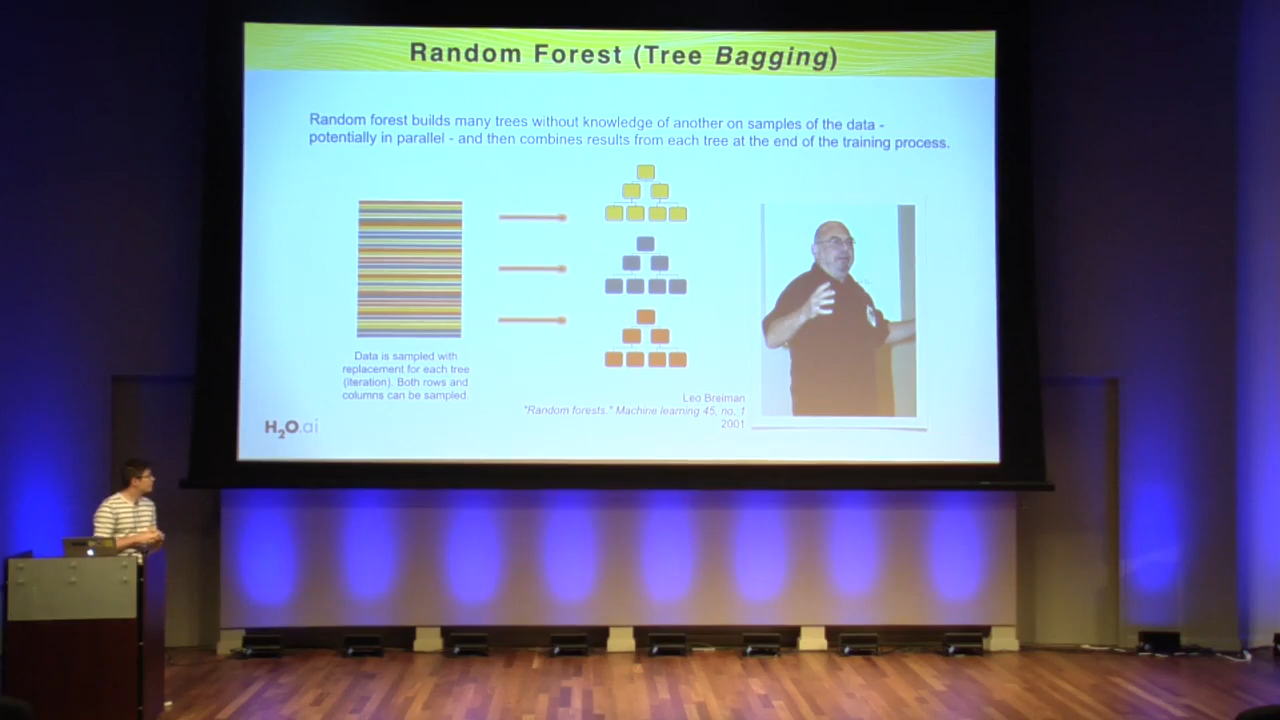 Random Forest (Tree Bagging)
Random forest builds many trees without knowledge of another on samples of the data -
potentially in parallel - and then combines results from each tree at the end of the training process.
Data is sampled with
replacement for each tree
(iteration). Both rows and
columns can be sampled.
Leo Breiman
"Random forests." Machine learning 45, no. 1
2001
H2O.ai